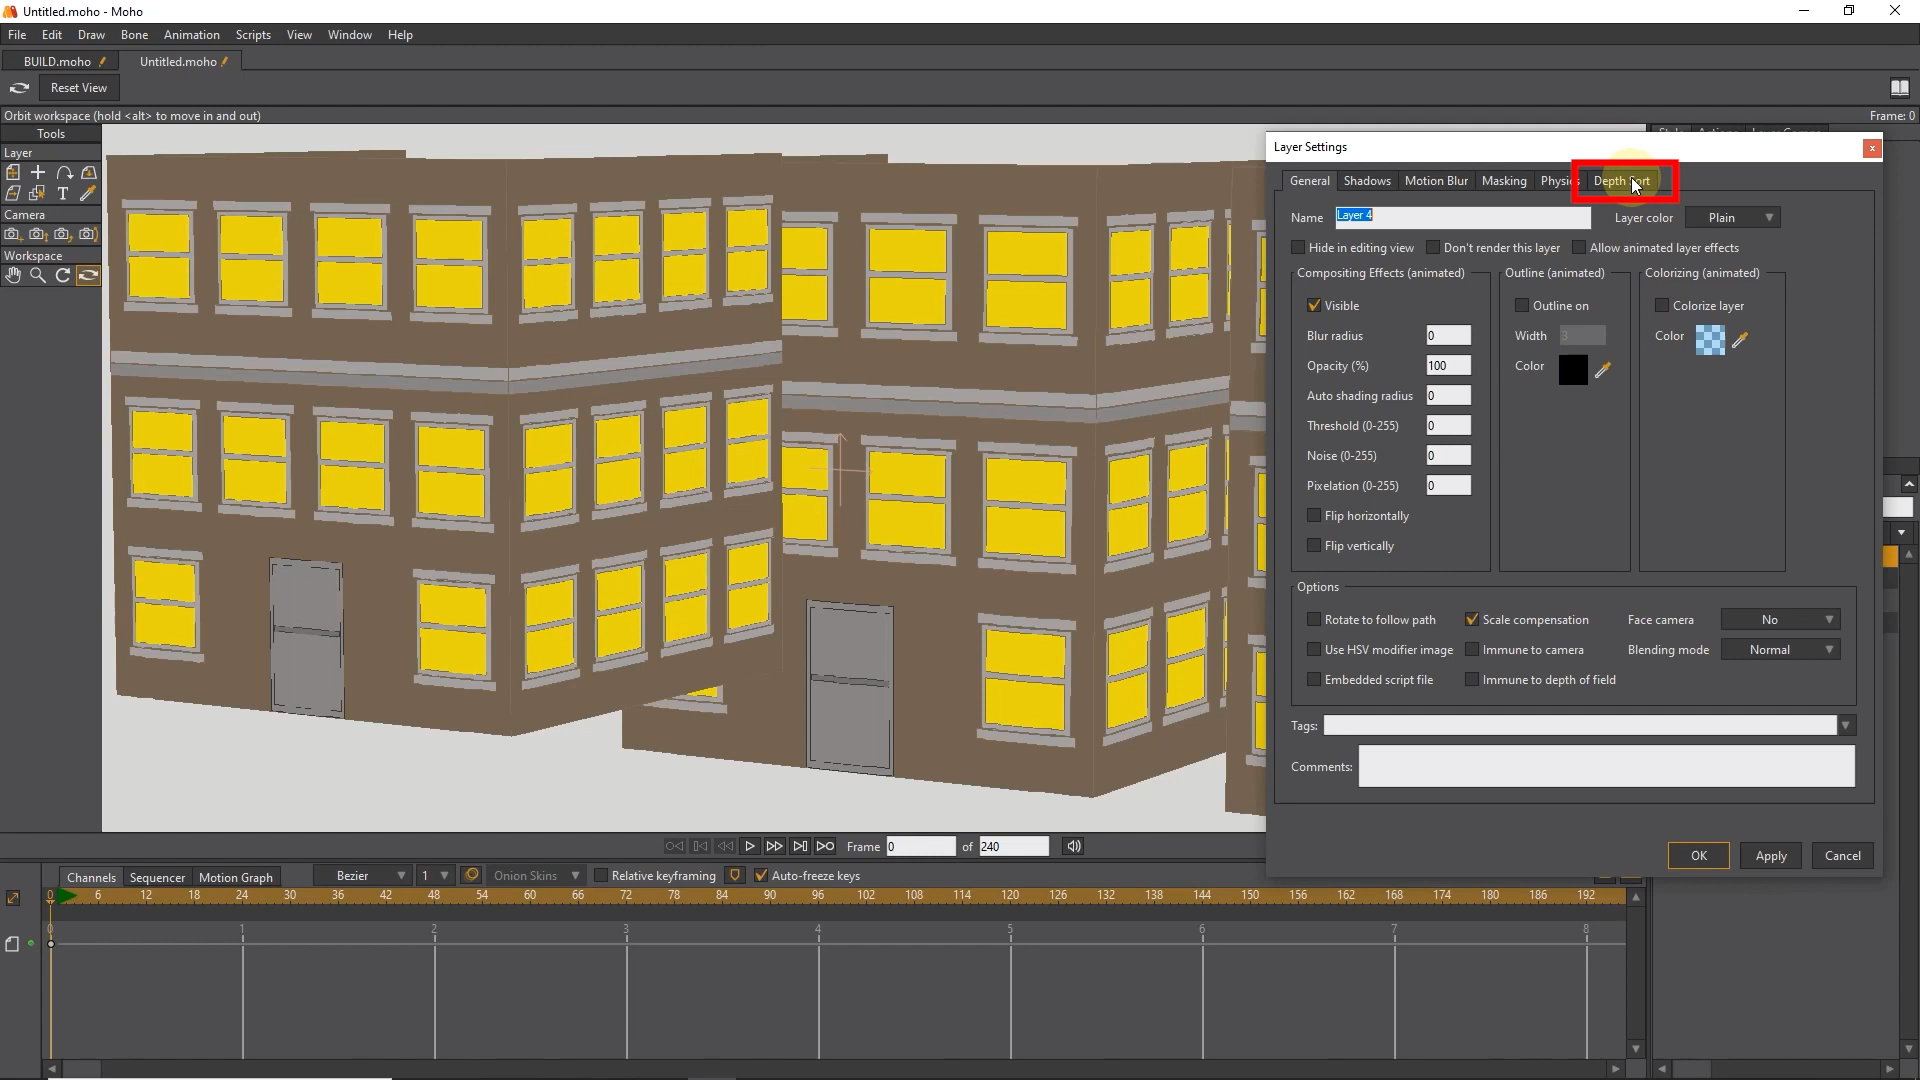 Untitled.moho - Moho
File Edit Draw Bone Animation Scripts View Window Help
BUILD.moho Untitled.moho
Reset View
Orbit workspace (hold <alt> to move in and out) Frame: 0
Tools
Layer
Camera
Workspace
Layer Settings
General Shadows Motion Blur Masking Physics Depth Sort
Name Layer 4 Layer color Plain
Hide in editing view Don't render this layer Allow animated layer effects
Compositing Effects (animated) Outline (animated) Colorizing (animated)
Visible Outline on Colorize layer
Blur radius 0 Width 3 Color
Opacity (%) 100 Color
Auto shading radius 0
Threshold (0-255) 0
Noise (0-255) 0
Pixelation (0-255) 0
Flip horizontally
Flip vertically
Options
Rotate to follow path Scale compensation Face camera No
Use HSV modifier image Immune to camera Blending mode Normal
Embedded script file Immune to depth of field
Tags:
Comments:
OK Apply Cancel
Frame 0 of 240
Channels Sequencer Motion Graph Bezier 1 Onion Skins Relative keyframing Auto-freeze keys
0 6 12 18 24 30 36 42 48 54 60 66 72 78 84 90 96 102 108 114 120 126 132 138 144 150 156 162 168 174 180 186 192
0 1 2 3 4 5 6 7 8